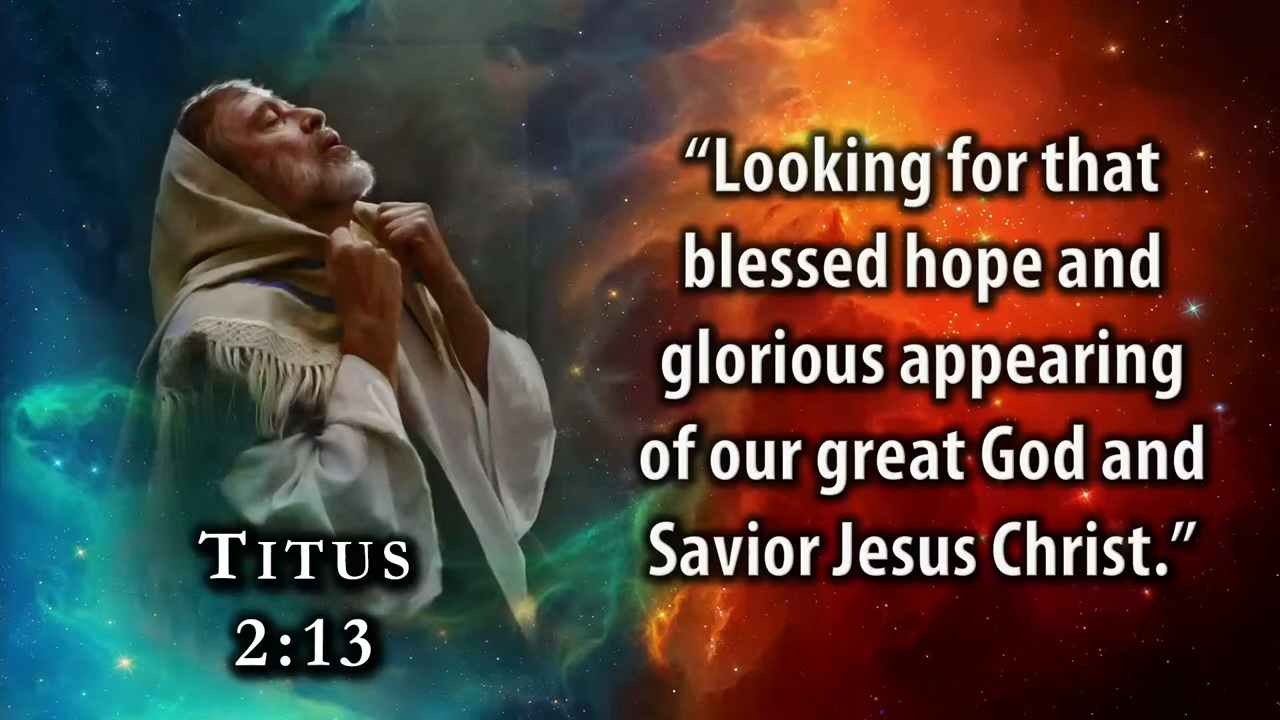 “Looking for that
blessed hope and
glorious appearing
of our great God and
Savior Jesus Christ.”
Titus
2:13